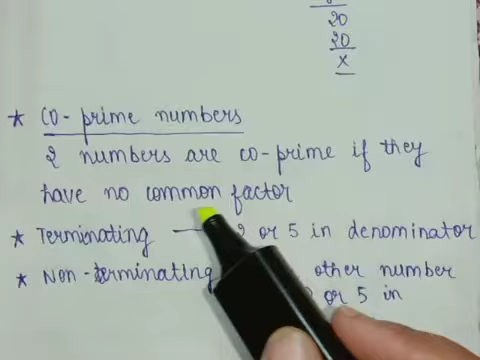 20
20
x
* Co-prime numbers
2 numbers are co-prime if they
have no common factor
* Terminating — 2 or 5 in denominator
* Non-terminating other number
or 5 in